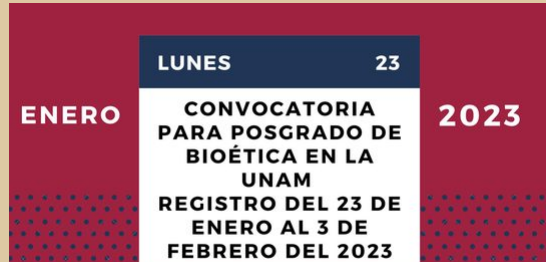 LUNES 23
ENERO
2023
CONVOCATORIA
PARA POSGRADO DE
BIOÉTICA EN LA
UNAM
REGISTRO DEL 23 DE
ENERO AL 3 DE
FEBRERO DEL 2023